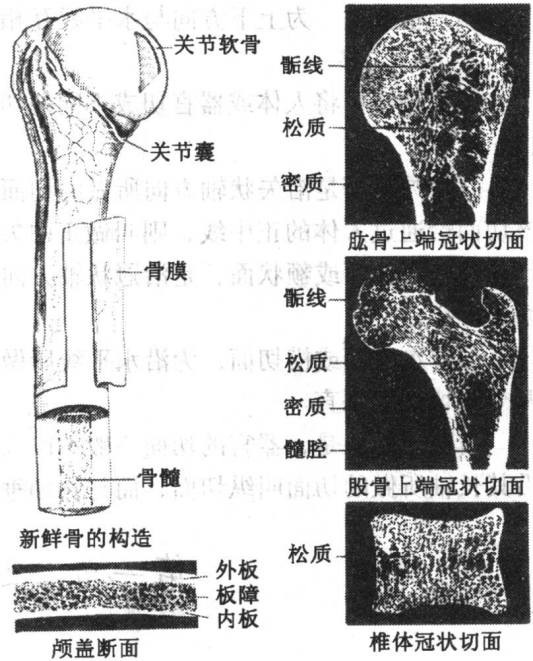 关节软骨
关节囊
骨膜
骨髓
新鲜骨的构造
外板
板障
内板
颅盖断面
骺线
松质
密质
肱骨上端冠状切面
骺线
松质
密质
髓腔
股骨上端冠状切面
松质
椎体冠状切面